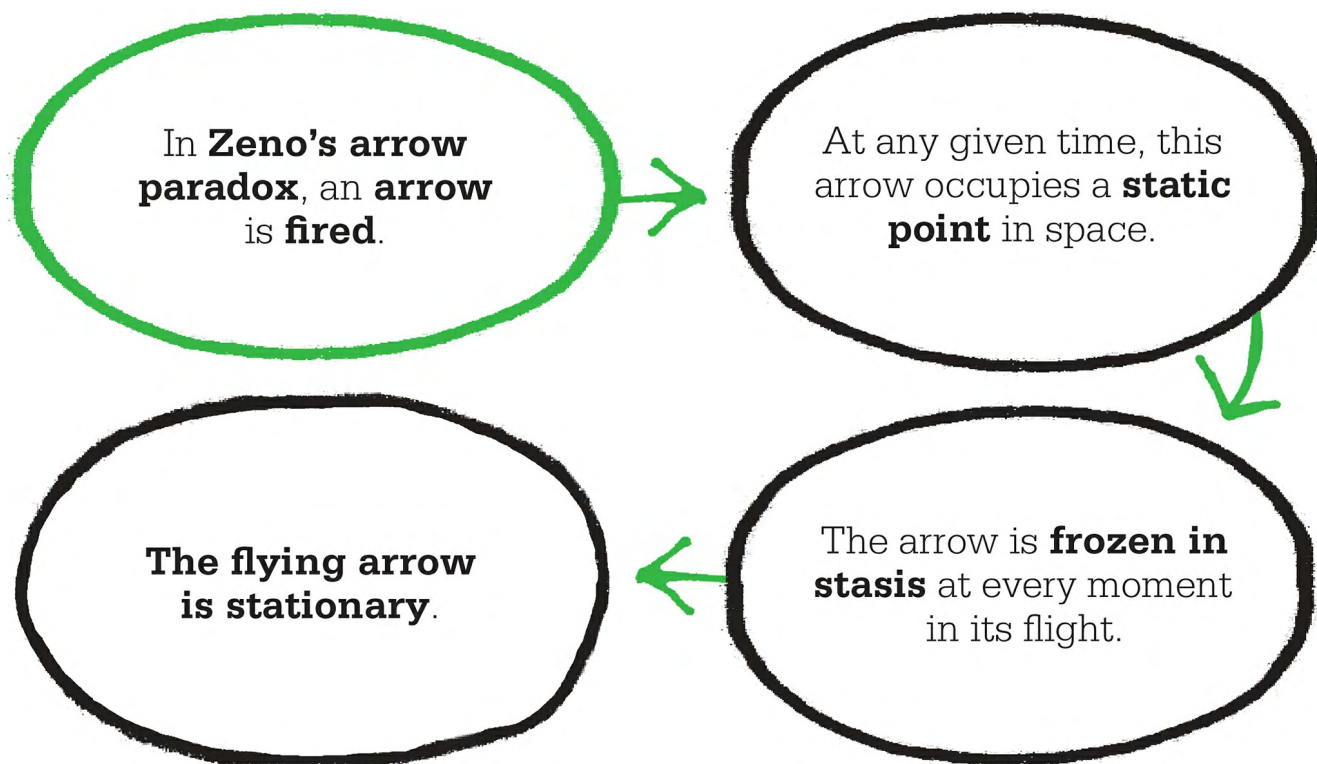 In Zeno’s arrow
paradox, an arrow
is fired.
At any given time, this
arrow occupies a static
point in space.
The arrow is frozen in
stasis at every moment
in its flight.
The flying arrow
is stationary.